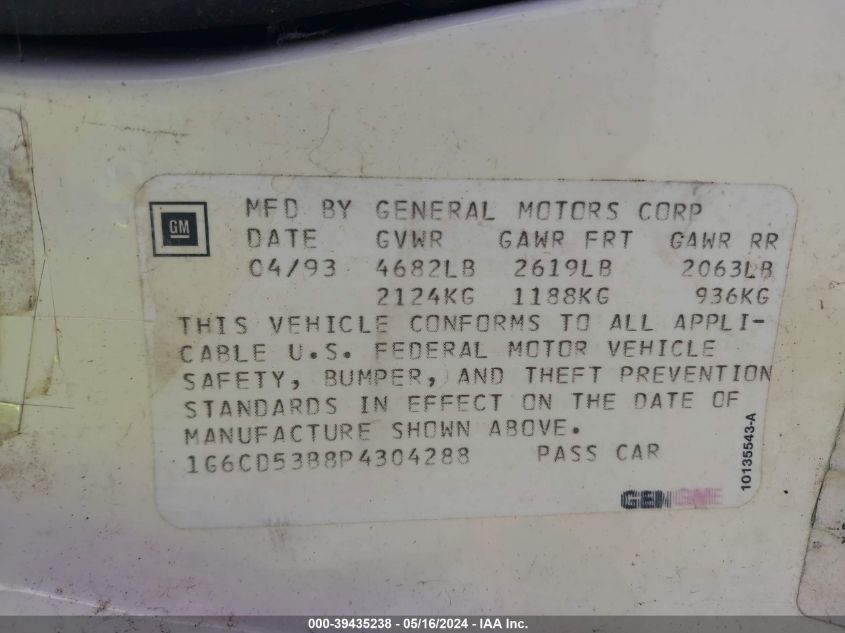 GM
MFD BY GENERAL MOTORS CORP
DATE GVWR GAWR FRT GAWR RR
04/93 4682LB 2619LB 2063LB
2124KG 1188KG 936KG
THIS VEHICLE CONFORMS TO ALL APPLI-
CABLE U.S. FEDERAL MOTOR VEHICLE
SAFETY, BUMPER, AND THEFT PREVENTION
STANDARDS IN EFFECT ON THE DATE OF
MANUFACTURE SHOWN ABOVE.
1G6CD53B8P4304288 PASS CAR
10135543-A
000-39435238 - 05/16/2024 - IAA Inc.